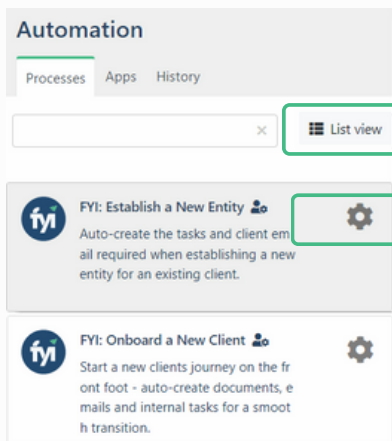 Automation
Processes Apps History
List view
fyi FYI: Establish a New Entity
Auto-create the tasks and client em
ail required when establishing a new
entity for an existing client.
fyi FYI: Onboard a New Client
Start a new clients journey on the fr
ont foot - auto-create documents, e
mails and internal tasks for a smoot
h transition.